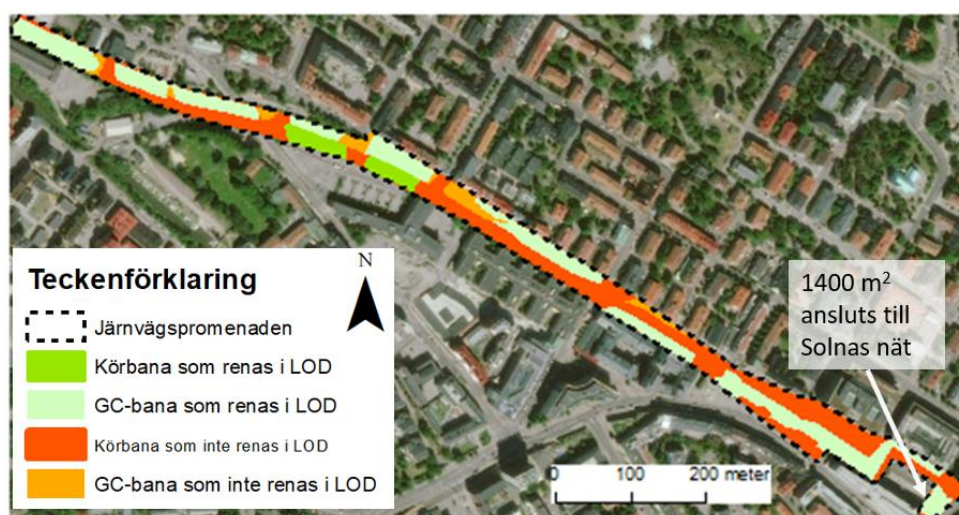 Teckenförklaring
Järnvägspromenaden
Körbana som renas i LOD
GC-bana som renas i LOD
Körbana som inte renas i LOD
GC-bana som inte renas i LOD
N
1400 m²
ansluts till
Solnas nät
0 100 200 meter